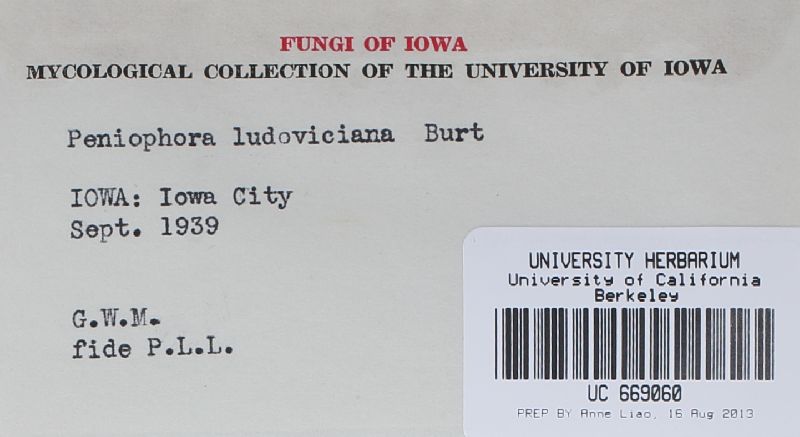 FUNGI OF IOWA
MYCOLOGICAL COLLECTION OF THE UNIVERSITY OF IOWA
Peniophora ludoviciana Burt
IOWA: Iowa City
Sept. 1939
G.W.M.
fide P.L.L.
UNIVERSITY HERBARIUM
University of California
Berkeley
UC 669060
PREP BY Anne Liao, 16 Aug 2013